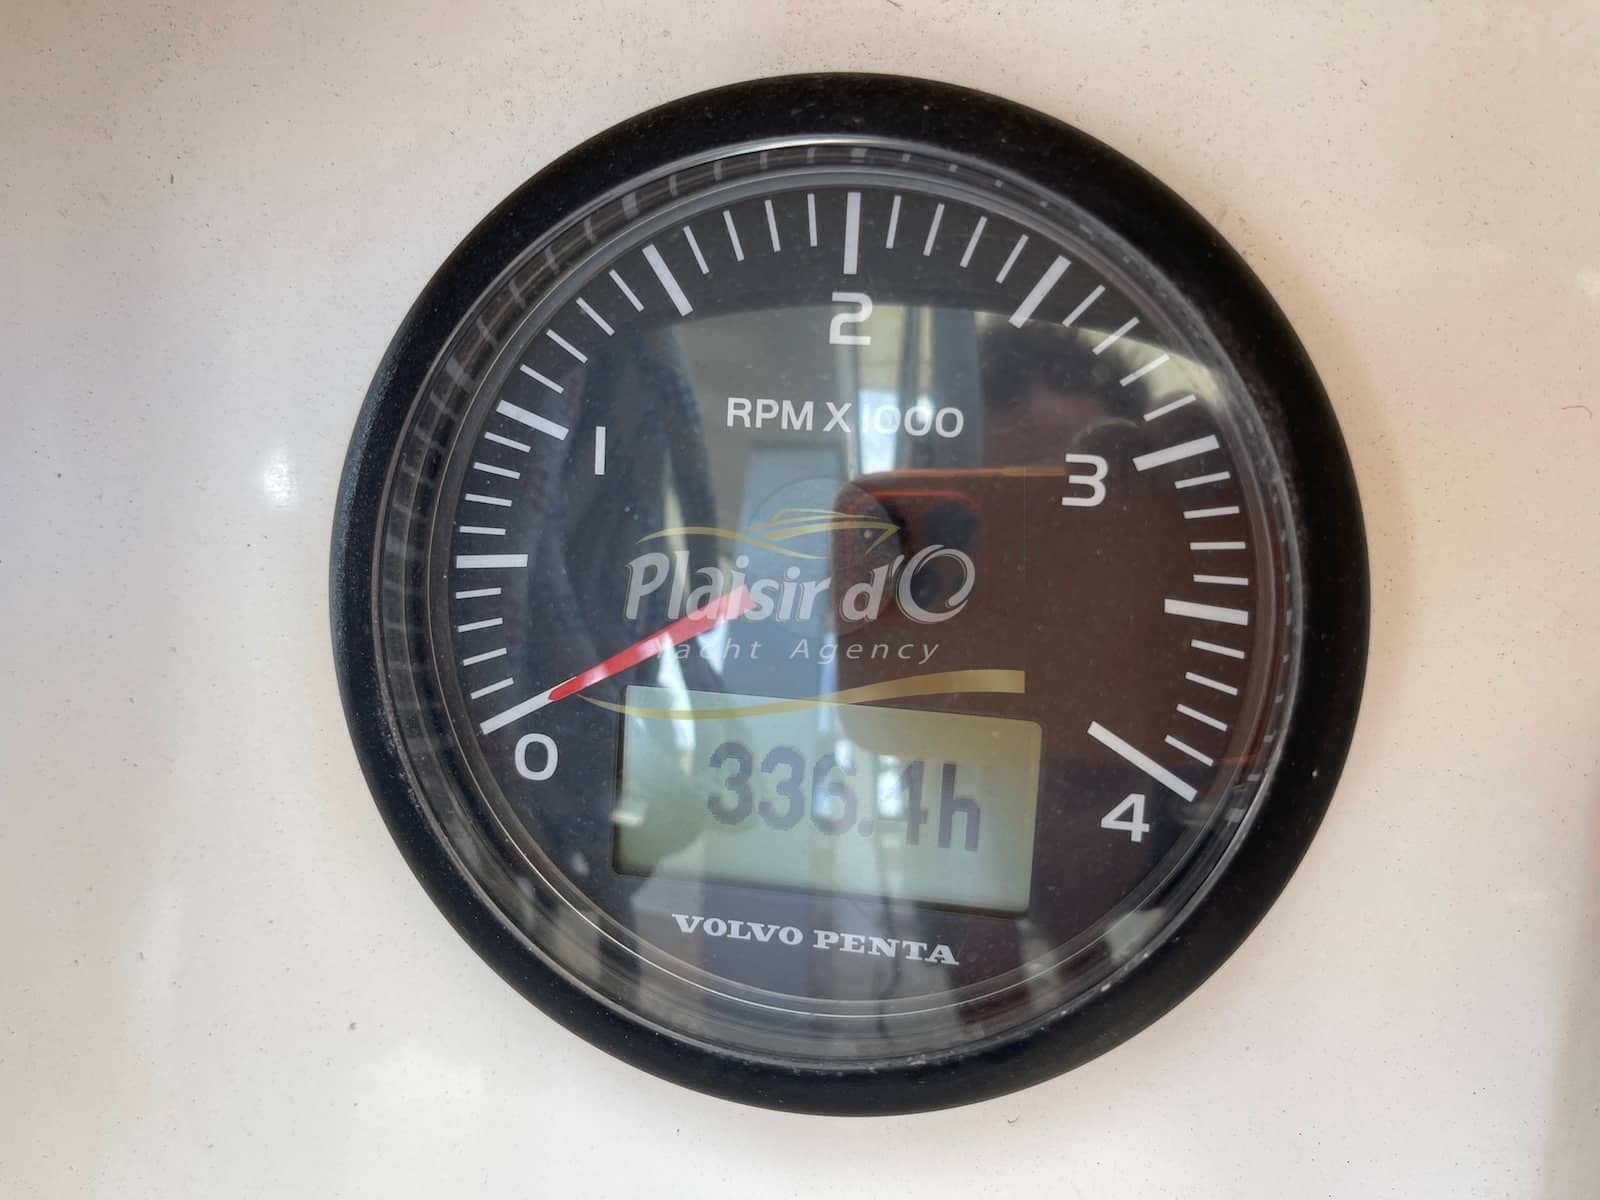 2
RPM X 1000
1
3
Plaisir d'O
Yacht Agency
0
336.4h
4
VOLVO PENTA